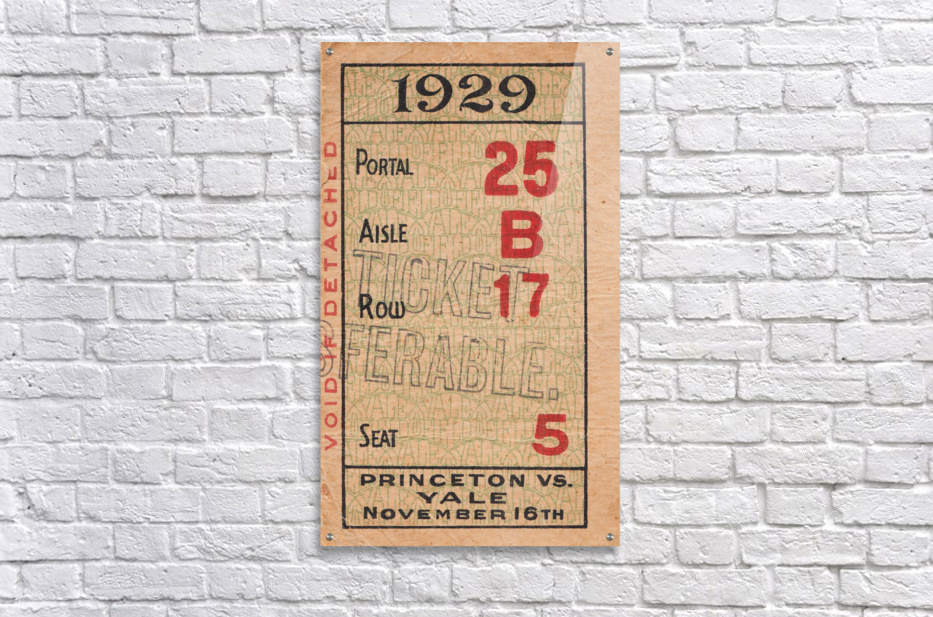 1929
PORTAL 25
AISLE B
TICKET
ROW 17
FERABLE.
SEAT 5
PRINCETON VS.
YALE
NOVEMBER 16TH
VOID IF DETACHED